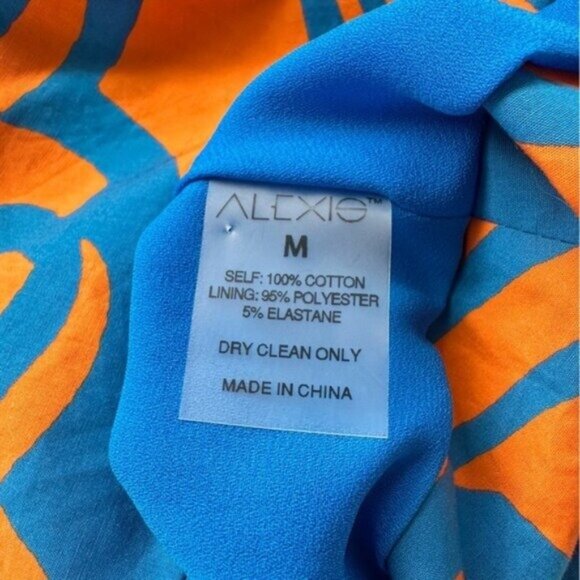 ALEXIS™
M
SELF: 100% COTTON
LINING: 95% POLYESTER
5% ELASTANE
DRY CLEAN ONLY
MADE IN CHINA